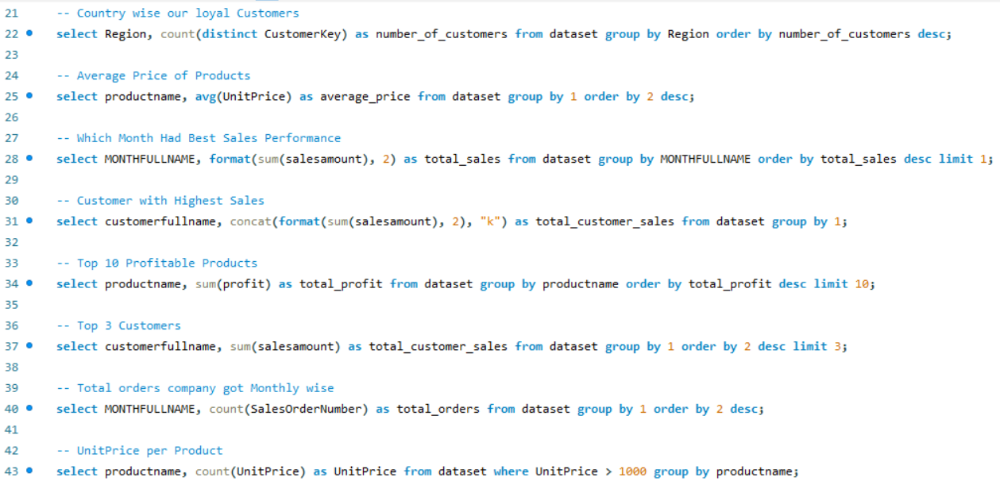 21 -- Country wise our loyal Customers
22 select Region, count(distinct CustomerKey) as number_of_customers from dataset group by Region order by number_of_customers desc;
23
24 -- Average Price of Products
25 select productname, avg(UnitPrice) as average_price from dataset group by 1 order by 2 desc;
26
27 -- Which Month Had Best Sales Performance
28 select MONTHFULLNAME, format(sum(salesamount), 2) as total_sales from dataset group by MONTHFULLNAME order by total_sales desc limit 1;
29
30 -- Customer with Highest Sales
31 select customerfullname, concat(format(sum(salesamount), 2), "k") as total_customer_sales from dataset group by 1;
32
33 -- Top 10 Profitable Products
34 select productname, sum(profit) as total_profit from dataset group by productname order by total_profit desc limit 10;
35
36 -- Top 3 Customers
37 select customerfullname, sum(salesamount) as total_customer_sales from dataset group by 1 order by 2 desc limit 3;
38
39 -- Total orders company got Monthly wise
40 select MONTHFULLNAME, count(SalesOrderNumber) as total_orders from dataset group by 1 order by 2 desc;
41
42 -- UnitPrice per Product
43 select productname, count(UnitPrice) as UnitPrice from dataset where UnitPrice > 1000 group by productname;